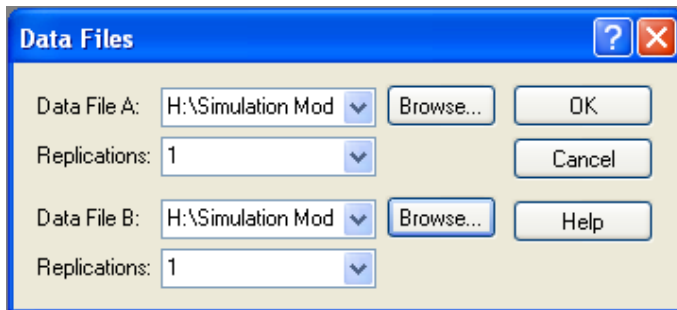 Data Files
Data File A: H:\Simulation Mod Browse... OK
Replications: 1 Cancel
Data File B: H:\Simulation Mod Browse... Help
Replications: 1